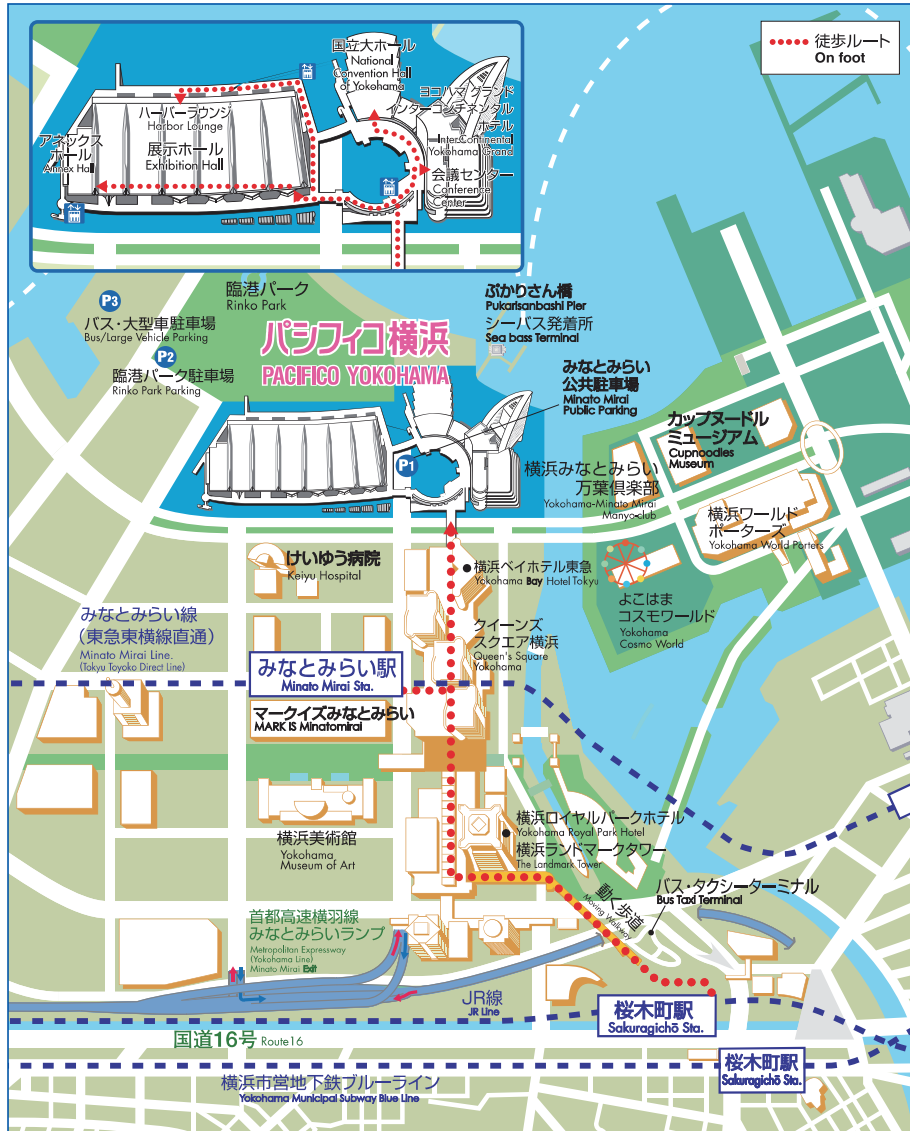 徒歩ルート
On foot
国立大ホール
National
Convention Hall
of Yokohama
ヨコハマ グランド
インターコンチネンタル
ホテル
InterContinental
Yokohama Grand
ハーバーラウンジ
Harbor Lounge
アネックス
ホール
Annex Hall
展示ホール
Exhibition Hall
会議センター
Conference
Center
P3
バス・大型車駐車場
Bus/Large Vehicle Parking
臨港パーク
Rinko Park
P2
臨港パーク駐車場
Rinko Park Parking
パシフィコ横浜
PACIFICO YOKOHAMA
ぷかりさん橋
Pukarisanbashi Pier
シーバス発着所
Sea bass Terminal
みなとみらい
公共駐車場
Minato Mirai
Public Parking
P1
カップヌードル
ミュージアム
Cupnoodles
Museum
横浜みなとみらい
万葉倶楽部
Yokohama-Minato Mirai
Manyo-club
横浜ワールド
ポーターズ
Yokohama World Porters
けいゆう病院
Keiyu Hospital
横浜ベイホテル東急
Yokohama Bay Hotel Tokyu
よこはま
コスモワールド
Yokohama
Cosmo World
みなとみらい線
(東急東横線直通)
Minato Mirai Line.
(Tokyu Toyoko Direct Line)
クイーンズ
スクエア横浜
Queen's Square
Yokohama
みなとみらい駅
Minato Mirai Sta.
マークイズみなとみらい
MARK IS Minatomirai
横浜美術館
Yokohama
Museum of Art
横浜ロイヤルパークホテル
Yokohama Royal Park Hotel
横浜ランドマークタワー
The Landmark Tower
動く歩道
Moving Walkway
バス・タクシーターミナル
Bus Taxi Terminal
首都高速横羽線
みなとみらいランプ
Metropolitan Expressway
(Yokohama Line)
Minato Mirai Exit
JR線
JR Line
桜木町駅
Sakuragichō Sta.
国道16号 Route16
桜木町駅
Sakuragichō Sta.
横浜市営地下鉄ブルーライン
Yokohama Municipal Subway Blue Line